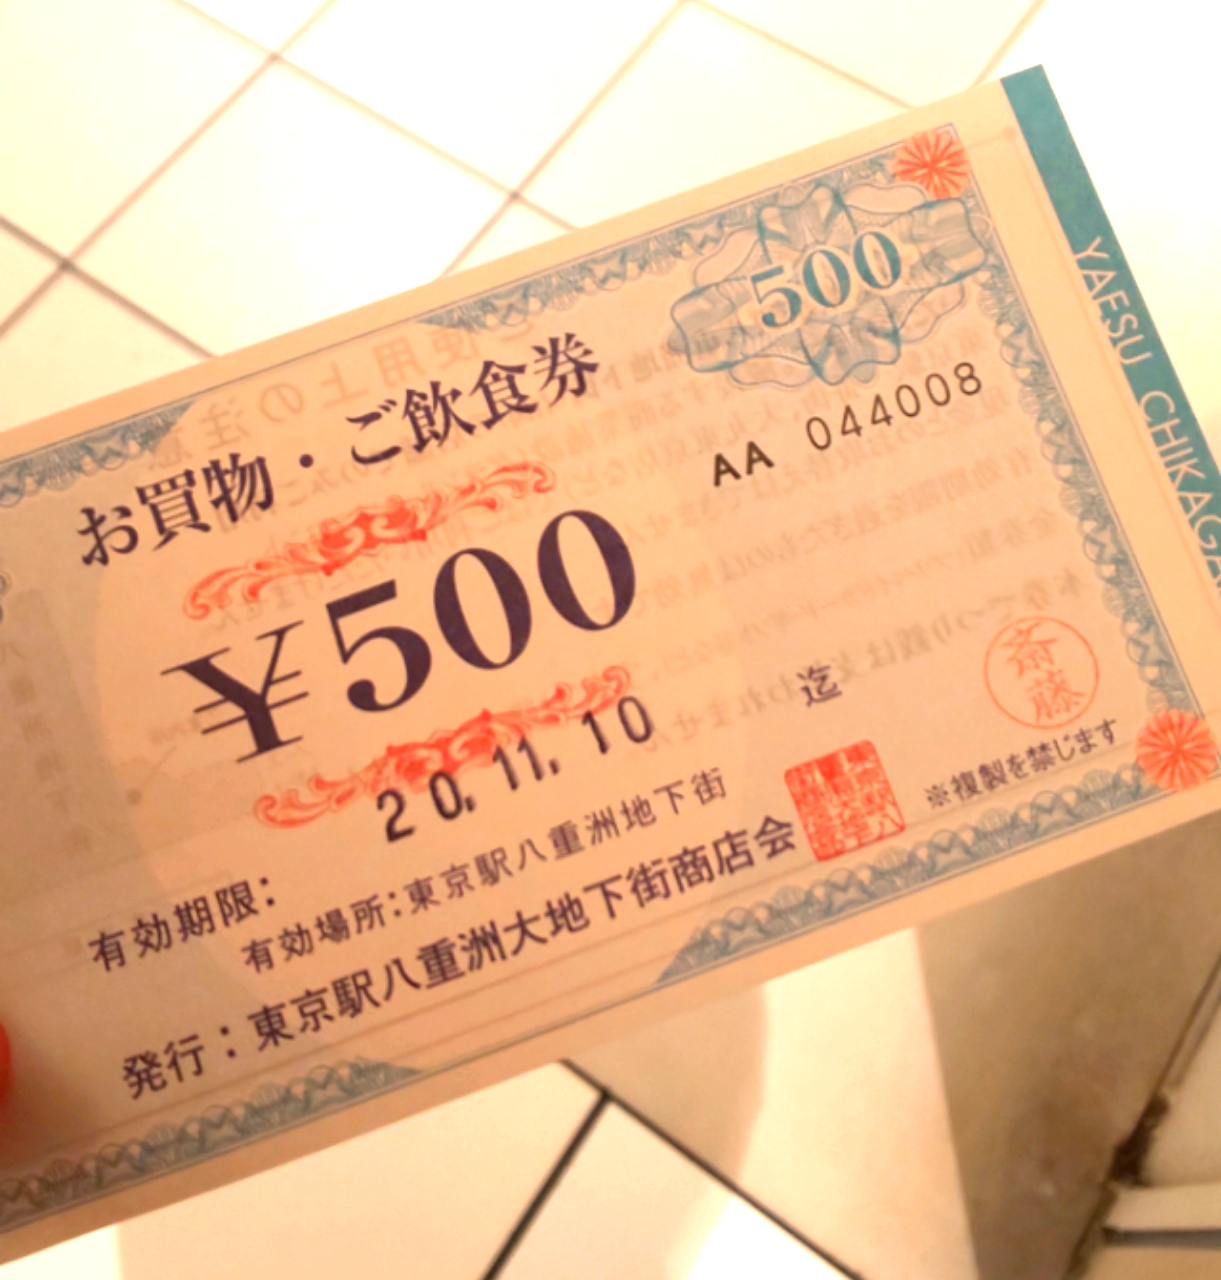 500
お買物・ご飲食券
AA 044008
¥500
20.11.10 迄
有効期限：
有効場所：東京駅八重洲地下街
発行：東京駅八重洲大地下街商店会
※複製を禁じます
斎藤
YAESU CHIKAGA